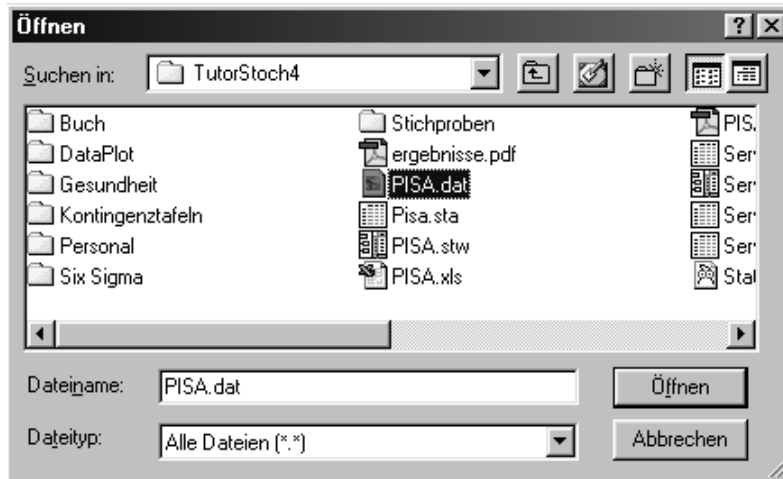 Öffnen
Suchen in:
TutorStoch4
Buch
DataPlot
Gesundheit
Kontingenztafeln
Personal
Six Sigma
Stichproben
ergebnisse.pdf
PISA.dat
Pisa.sta
PISA.stw
PISA.xls
PIS.
Ser
Ser
Ser
Ser
Stal
Dateiname:
PISA.dat
Öffnen
Dateityp:
Alle Dateien (*.*)
Abbrechen